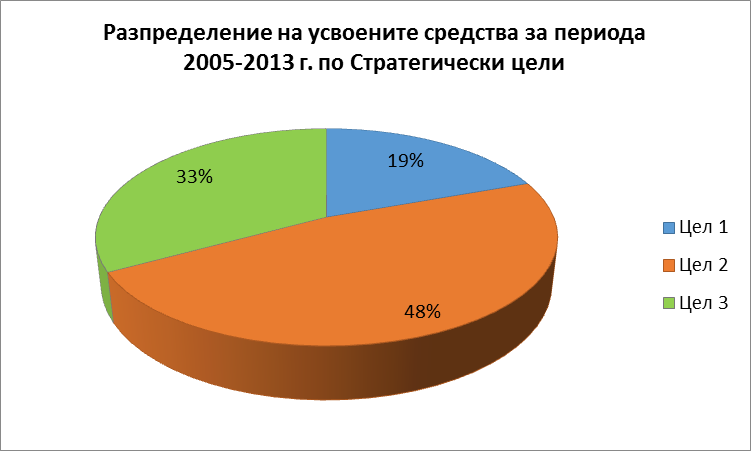 Разпределение на усвоените средства за периода
2005-2013 г. по Стратегически цели
19%
33%
48%
Цел 1
Цел 2
Цел 3